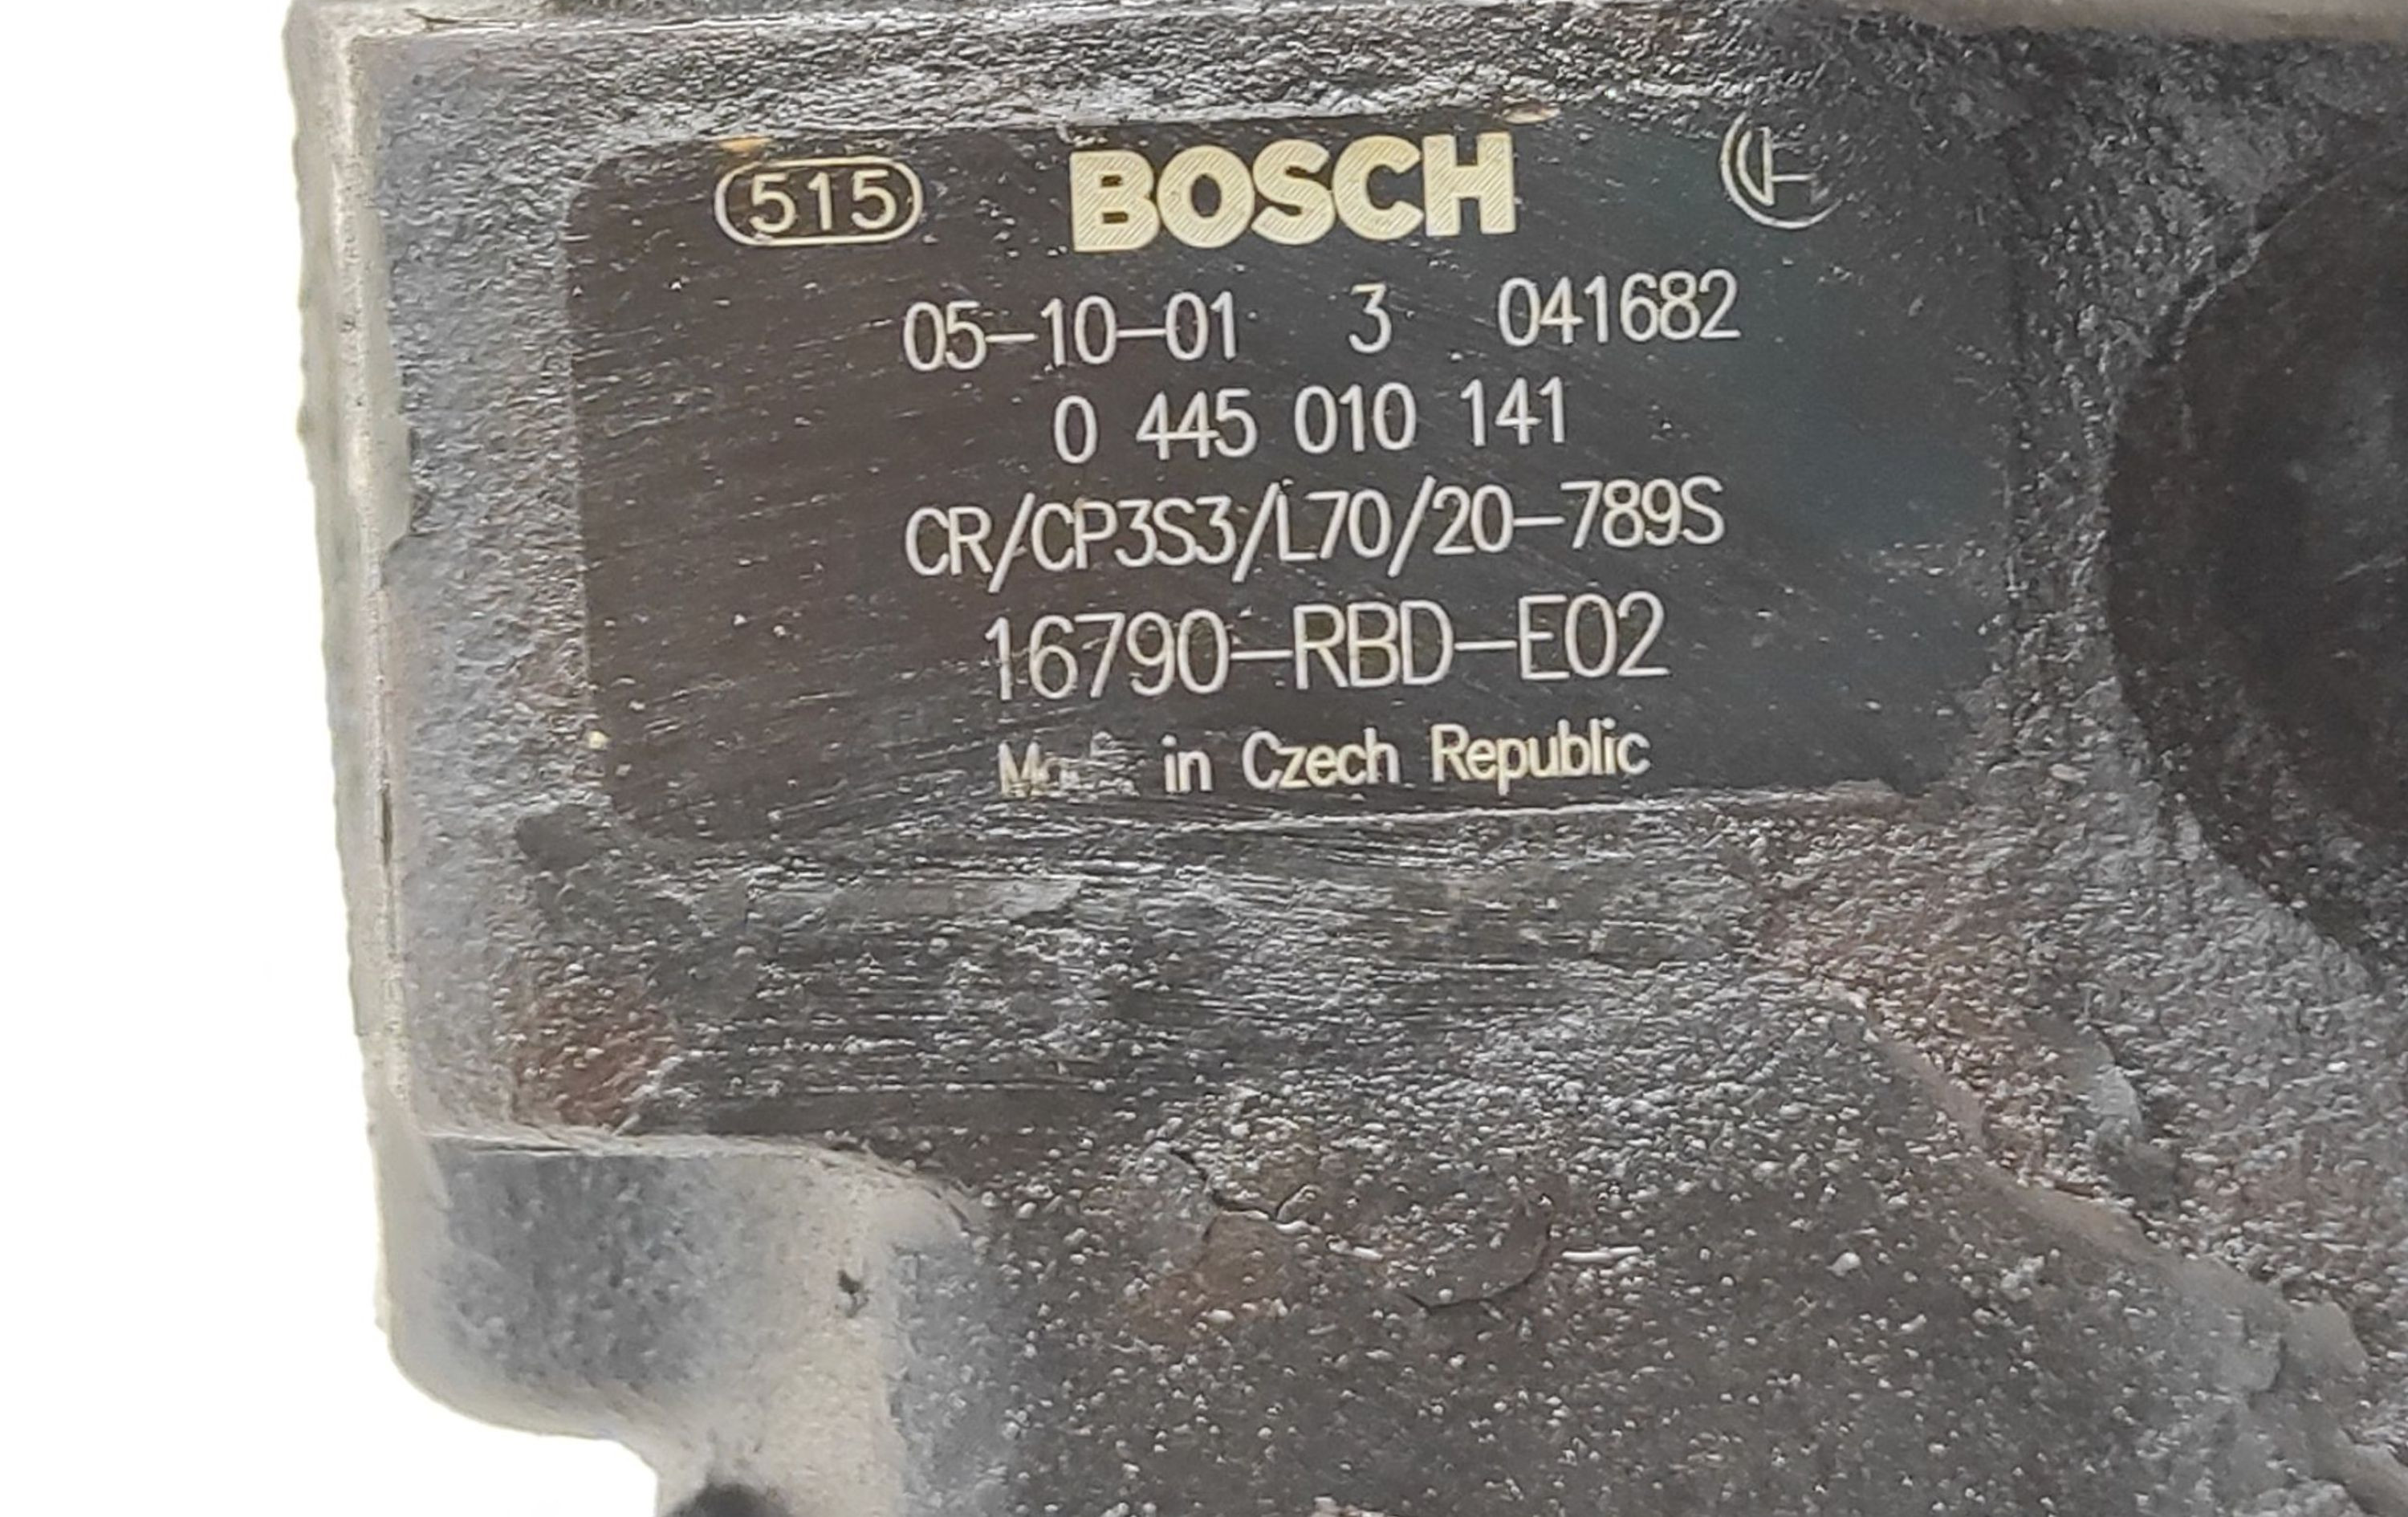 515 BOSCH
05-10-01 3 041682
0 445 010 141
CR/CP3S3/L70/20-789S
16790-RBD-E02
Made in Czech Republic